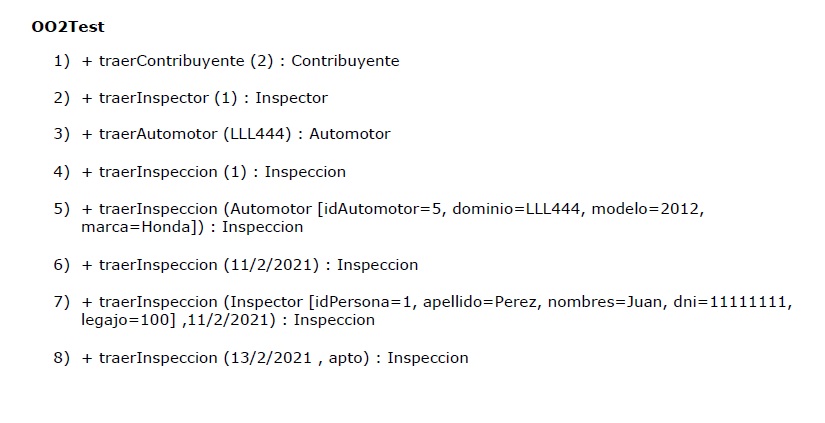 OO2Test
1) + traerContribuyente (2) : Contribuyente
2) + traerInspector (1) : Inspector
3) + traerAutomotor (LLL444) : Automotor
4) + traerInspeccion (1) : Inspeccion
5) + traerInspeccion (Automotor [idAutomotor=5, dominio=LLL444, modelo=2012,
marca=Honda]) : Inspeccion
6) + traerInspeccion (11/2/2021) : Inspeccion
7) + traerInspeccion (Inspector [idPersona=1, apellido=Perez, nombres=Juan, dni=11111111,
legajo=100] ,11/2/2021) : Inspeccion
8) + traerInspeccion (13/2/2021 , apto) : Inspeccion